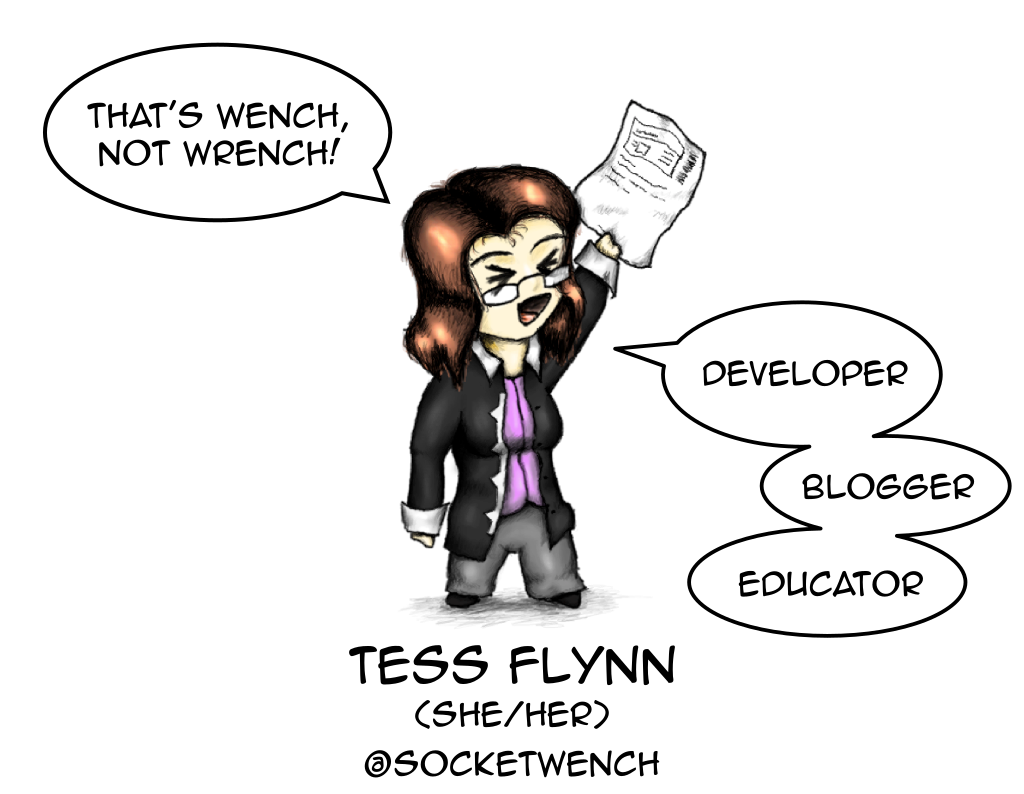 THAT'S WENCH,
NOT WRENCH!
DEVELOPER
BLOGGER
EDUCATOR
TESS FLYNN
(SHE/HER)
@SOCKETWENCH